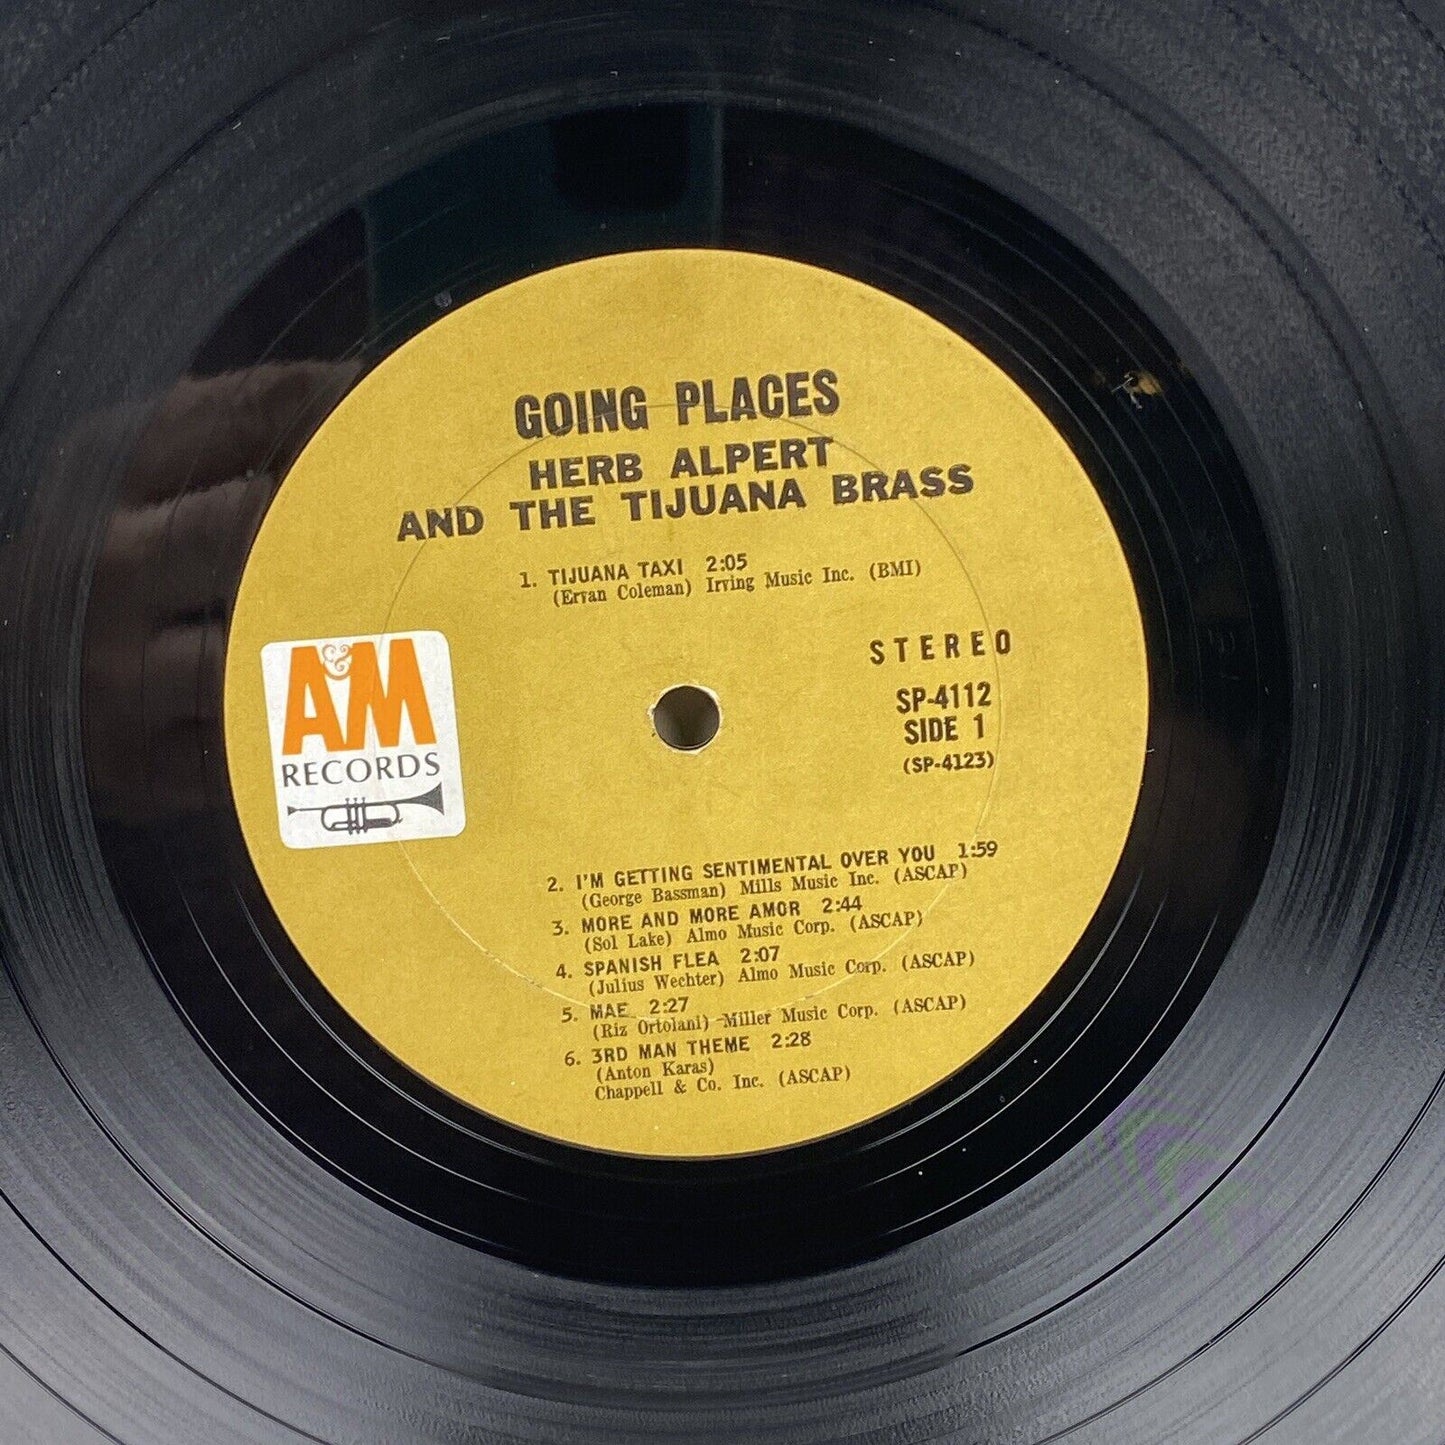 GOING PLACES
HERB ALPERT
AND THE TIJUANA BRASS
1. TIJUANA TAXI 2:05
(Ervan Coleman) Irving Music Inc. (BMI)
A&M
RECORDS
STEREO
SP-4112
SIDE 1
(SP-4123)
2. I'M GETTING SENTIMENTAL OVER YOU 1:59
(George Bassman) Mills Music Inc. (ASCAP)
3. MORE AND MORE AMOR 2:44
(Sol Lake) Almo Music Corp. (ASCAP)
4. SPANISH FLEA 2:07
(Julius Wechter) Almo Music Corp. (ASCAP)
5. MAE 2:27
(Riz Ortolani) Miller Music Corp. (ASCAP)
6. 3RD MAN THEME 2:28
(Anton Karas)
Chappell & Co. Inc. (ASCAP)